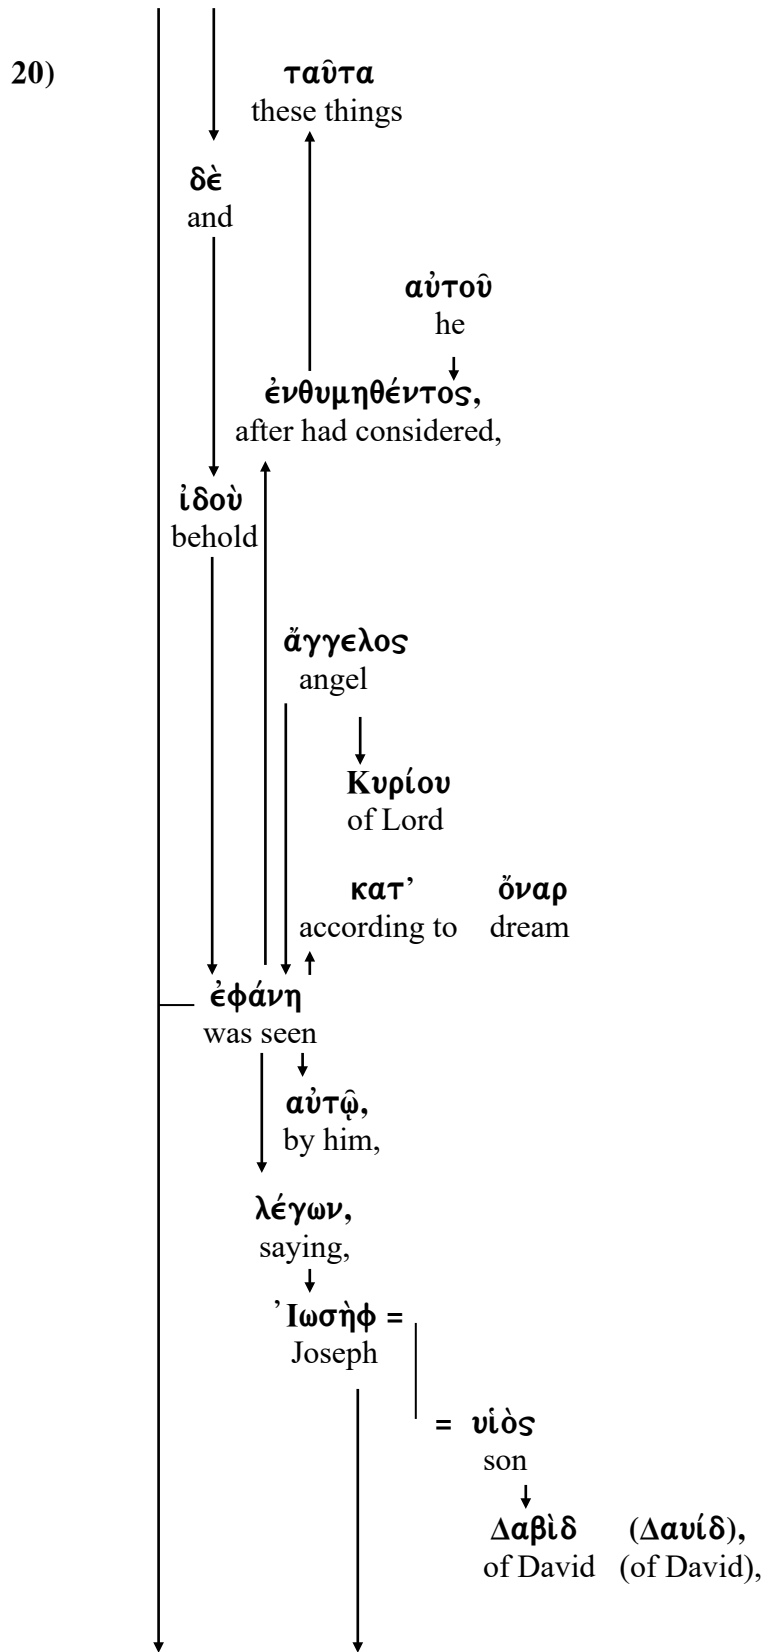 20) ταῦτα
these things
δὲ
and
αὐτοῦ
he
ἐνθυμηθέντος,
after had considered,
ἰδοὺ
behold
ἄγγελος
angel
Κυρίου
of Lord
κατ’ ὄναρ
according to dream
ἐφάνη
was seen
αὐτῷ,
by him,
λέγων,
saying,
Ἰωσὴφ =
Joseph
= υἱὸς
son
Δαβὶδ (Δαυίδ),
of David (of David),